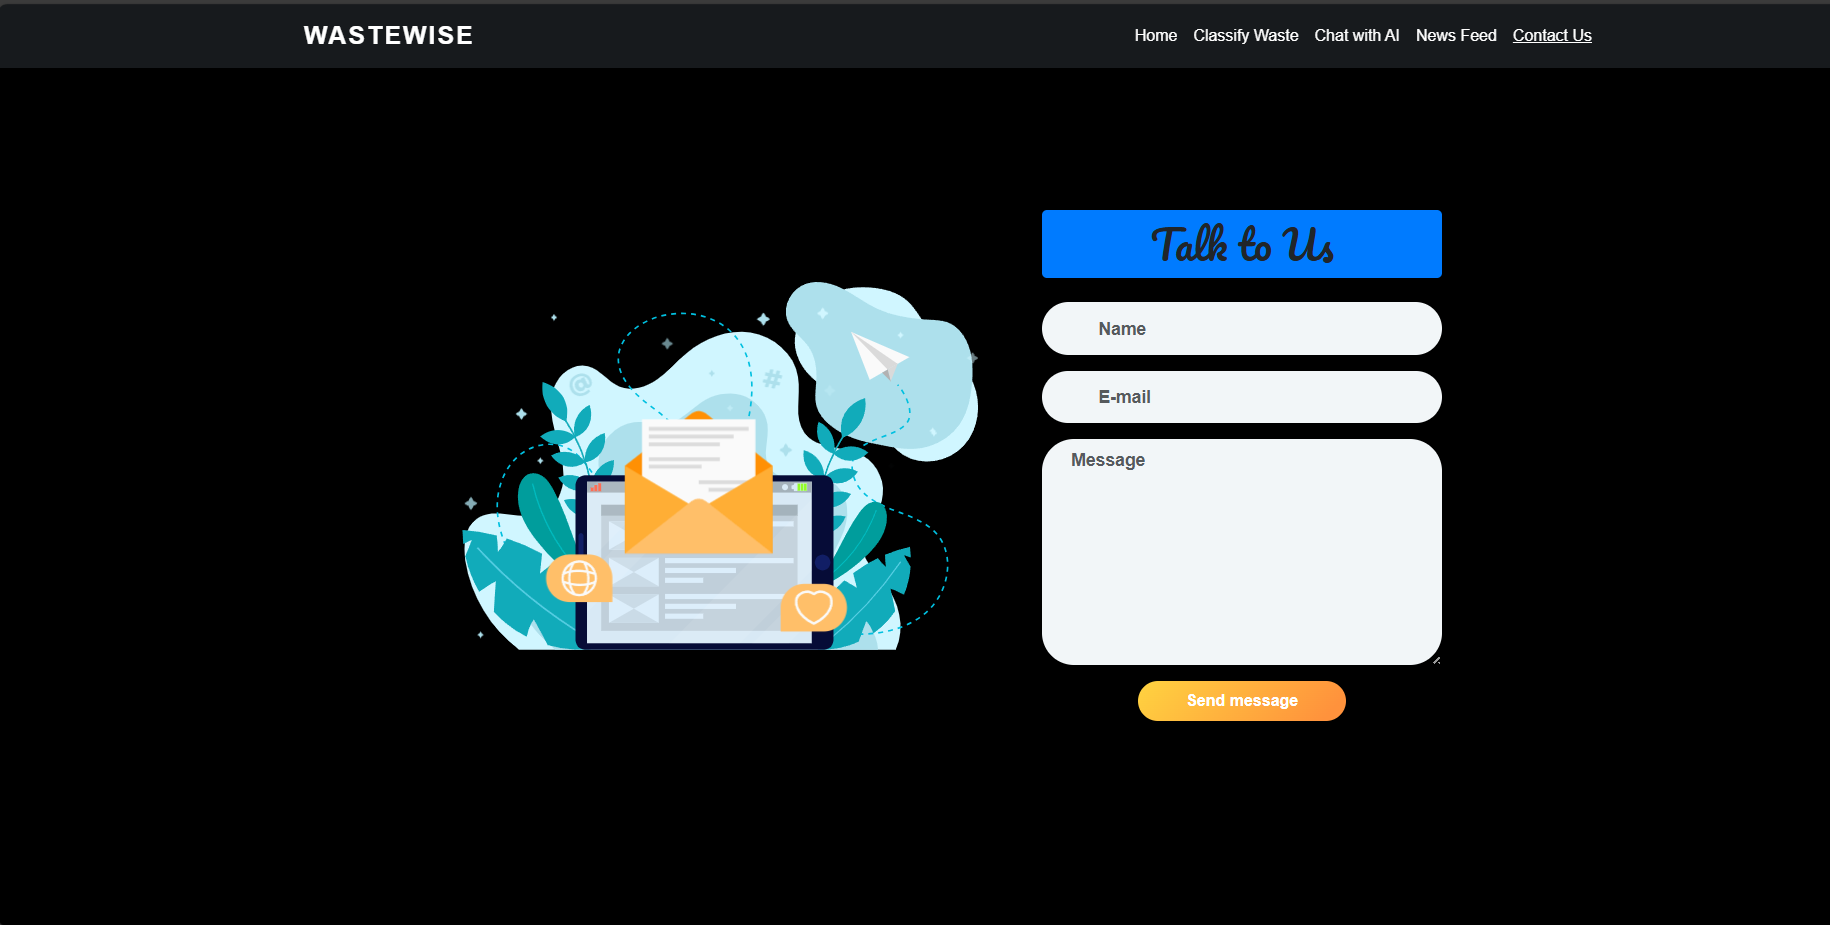 WASTEWISE
Home Classify Waste Chat with AI News Feed Contact Us
Talk to Us
Name
E-mail
Message
Send message
@
#